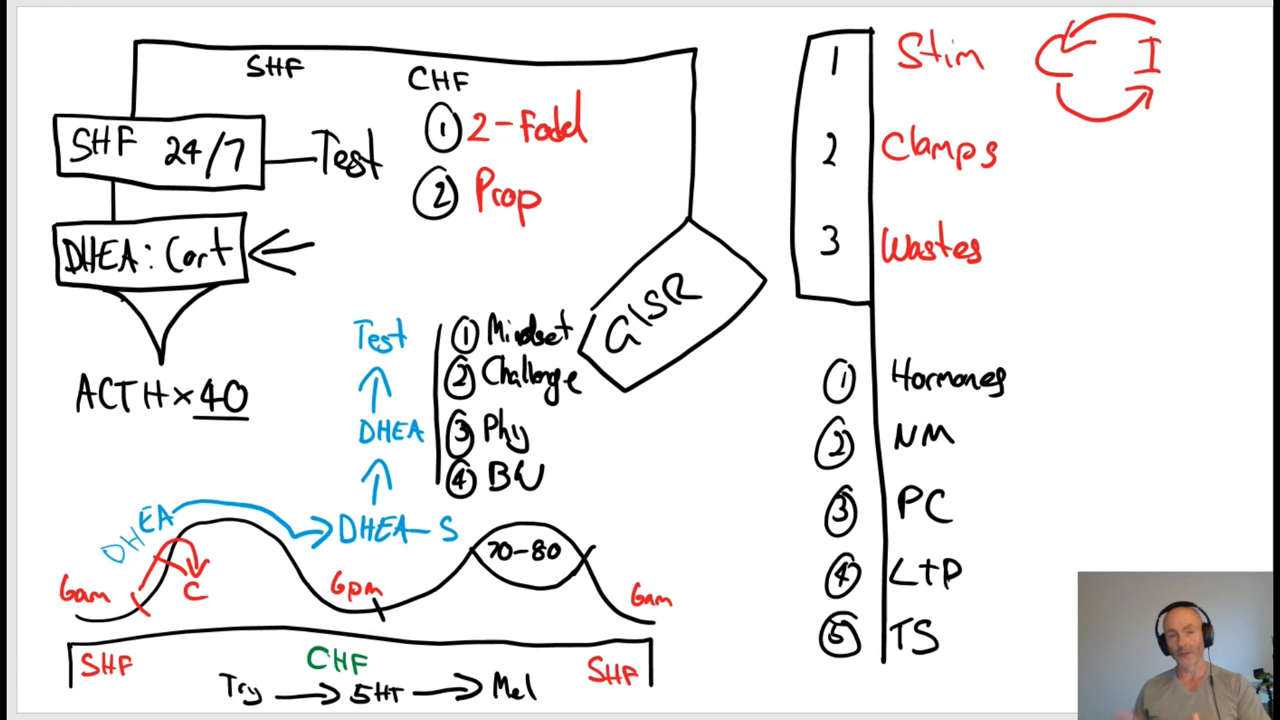 SHF
CHF
① 2-Fodd
② Prop
SHF 24/7
Test
DHEA: Cort
ACTH×40
GISR
Test
DHEA
DHEA-S
① Mindset
② Challenge
③ Phy
④
DHEA
6am
C
6pm
70-80
6am
SHF
CHF
SHF
Try → 5HT → Mel
1 Stim
C I
2 Clamps
3 Wastes
① Hormones
② NM
③ PC
④ LTP
⑤ TS